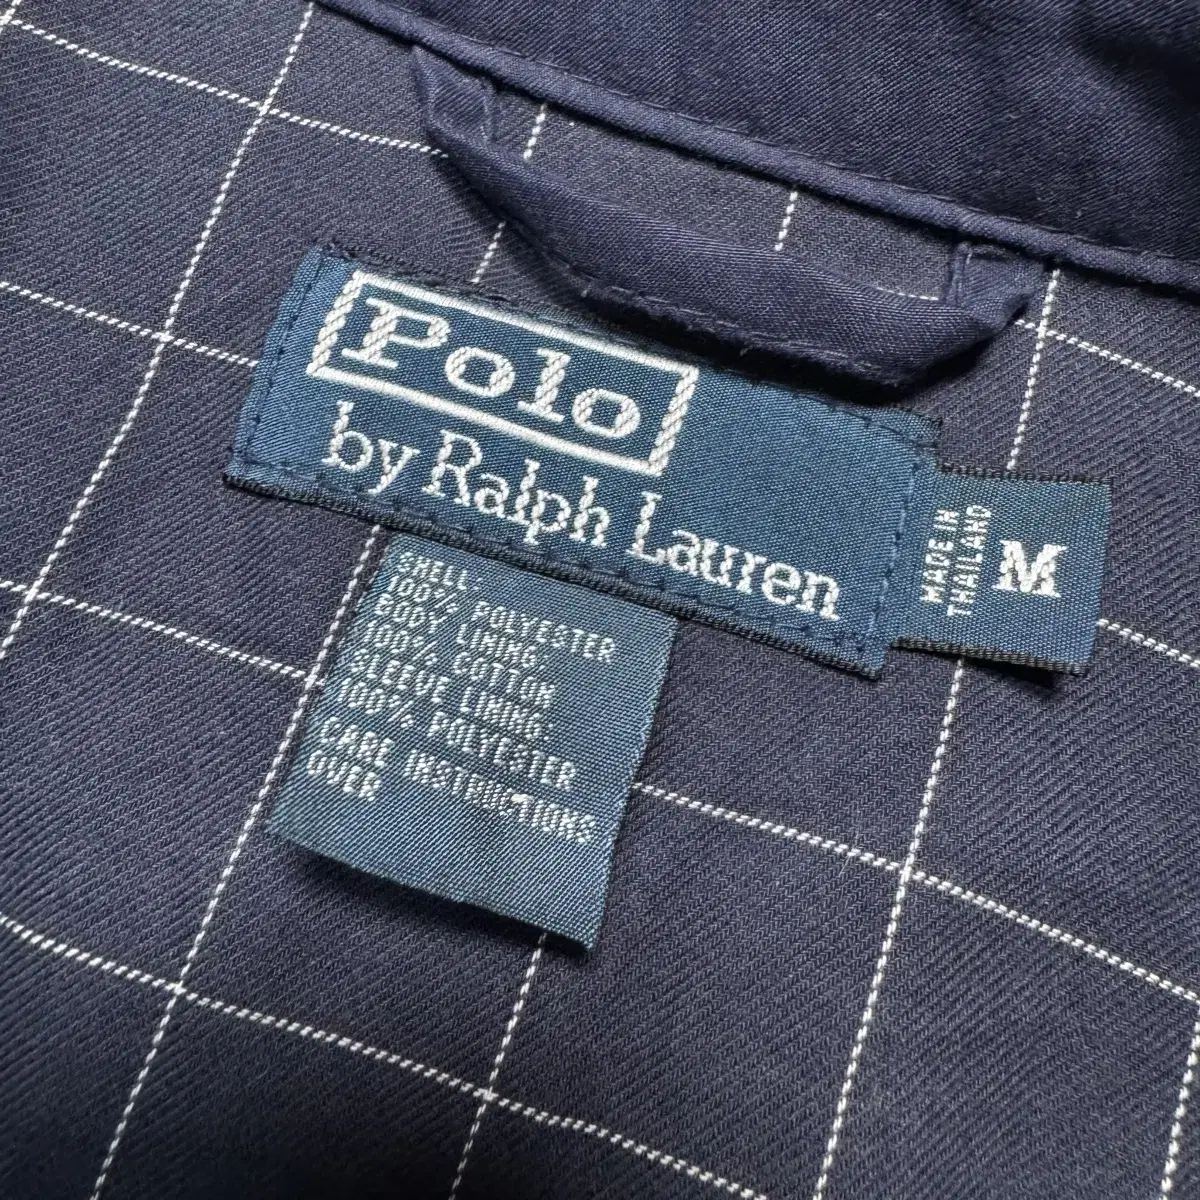 Polo
by Ralph Lauren
MADE IN
THAILAND
M
SHELL:
100% POLYESTER
BODY LINING:
100% COTTON
SLEEVE LINING:
100% POLYESTER
CARE INSTRUCTIONS
OVER